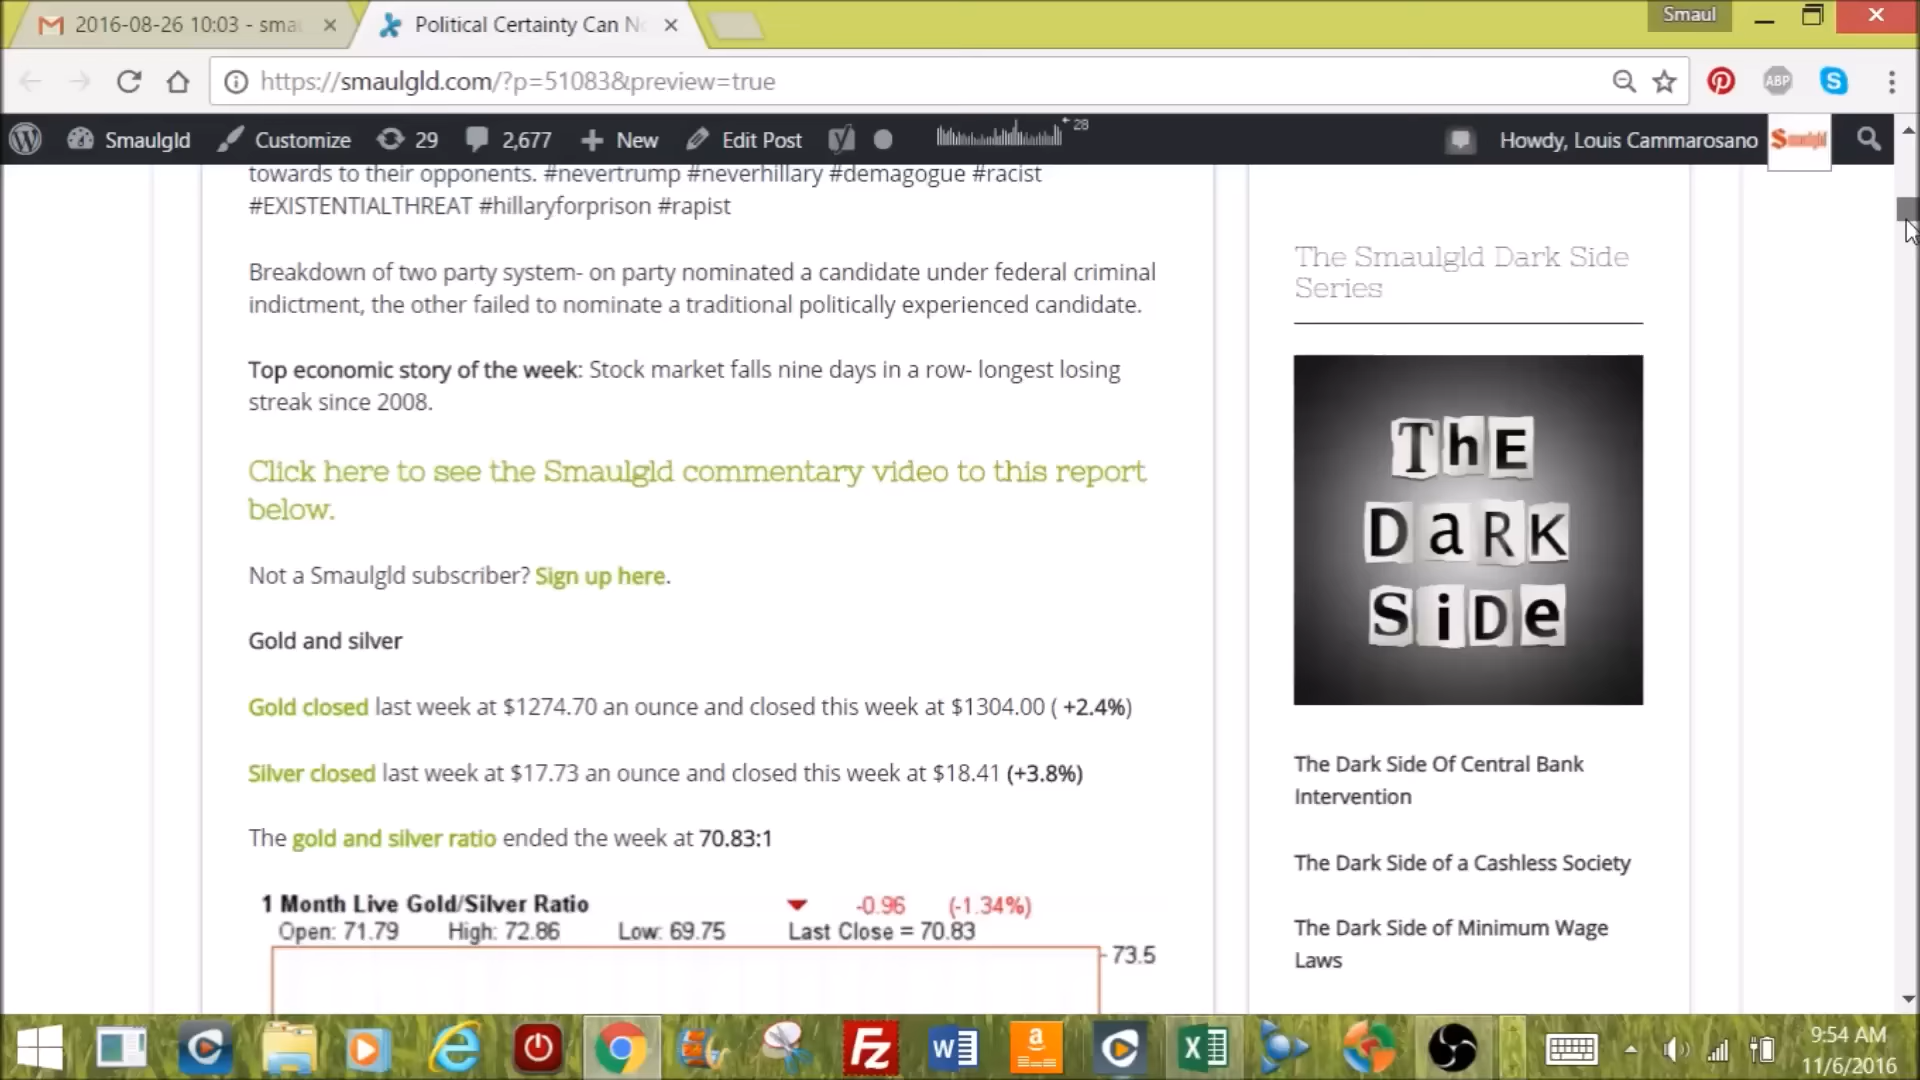 2016-08-26 10:03 - sma
Political Certainty Can N
Smaul
https://smaulgld.com/?p=51083&preview=true
ABP
Smaulgld
Customize
29
2,677
New
Edit Post
28
Howdy, Louis Cammarosano
Smaulgld
towards to their opponents. #nevertrump #neverhillary #demagogue #racist
#EXISTENTIALTHREAT #hillaryforprison #rapist
Breakdown of two party system- on party nominated a candidate under federal criminal
indictment, the other failed to nominate a traditional politically experienced candidate.
Top economic story of the week: Stock market falls nine days in a row- longest losing
streak since 2008.
Click here to see the Smaulgld commentary video to this report
below.
Not a Smaulgld subscriber? Sign up here.
Gold and silver
Gold closed last week at $1274.70 an ounce and closed this week at $1304.00 ( +2.4%)
Silver closed last week at $17.73 an ounce and closed this week at $18.41 (+3.8%)
The gold and silver ratio ended the week at 70.83:1
1 Month Live Gold/Silver Ratio -0.96 (-1.34%)
Open: 71.79 High: 72.86 Low: 69.75 Last Close = 70.83
73.5
The Smaulgld Dark Side
Series
ThE
DaRK
SiDe
The Dark Side Of Central Bank
Intervention
The Dark Side of a Cashless Society
The Dark Side of Minimum Wage
Laws
9:54 AM
11/6/2016